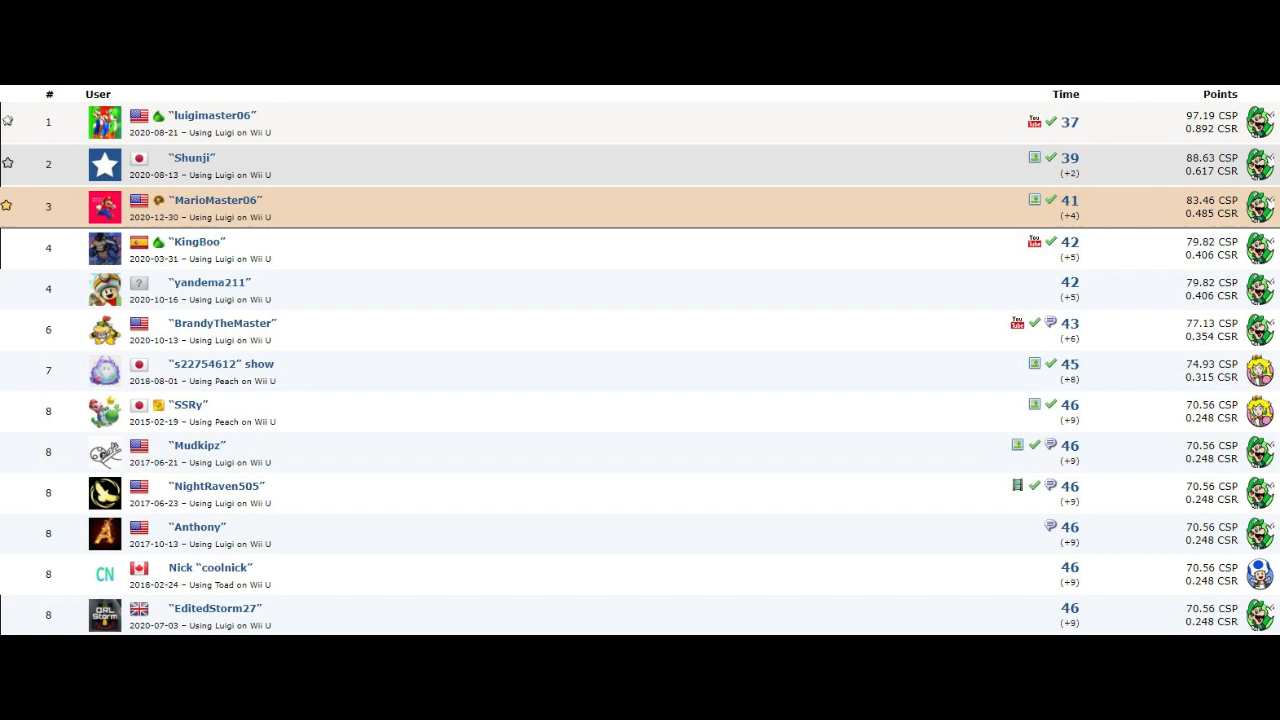 # User Time Points
1 “luigimaster06” You Tube 37 97.19 CSP
2020-08-21 – Using Luigi on Wii U 0.892 CSR
2 “Shunji” 39 88.63 CSP
2020-08-13 – Using Luigi on Wii U (+2) 0.617 CSR
3 “MarioMaster06” 41 83.46 CSP
2020-12-30 – Using Luigi on Wii U (+4) 0.485 CSR
4 “KingBoo” You Tube 42 79.82 CSP
2020-03-31 – Using Luigi on Wii U (+5) 0.406 CSR
4 ? “yandema211” 42 79.82 CSP
2020-10-16 – Using Luigi on Wii U (+5) 0.406 CSR
6 “BrandyTheMaster” You Tube 43 77.13 CSP
2020-10-13 – Using Luigi on Wii U (+6) 0.354 CSR
7 “s22754612” show 45 74.93 CSP
2018-08-01 – Using Peach on Wii U (+8) 0.315 CSR
8 “SSRy” 46 70.56 CSP
2015-02-19 – Using Peach on Wii U (+9) 0.248 CSR
8 “Mudkipz” 46 70.56 CSP
2017-06-21 – Using Luigi on Wii U (+9) 0.248 CSR
8 “NightRaven505” 46 70.56 CSP
2017-06-23 – Using Luigi on Wii U (+9) 0.248 CSR
8 A “Anthony” 46 70.56 CSP
2017-10-13 – Using Luigi on Wii U (+9) 0.248 CSR
8 CN Nick “coolnick” 46 70.56 CSP
2018-02-24 – Using Toad on Wii U (+9) 0.248 CSR
8 ORL Storm “EditedStorm27” 46 70.56 CSP
2020-07-03 – Using Luigi on Wii U (+9) 0.248 CSR